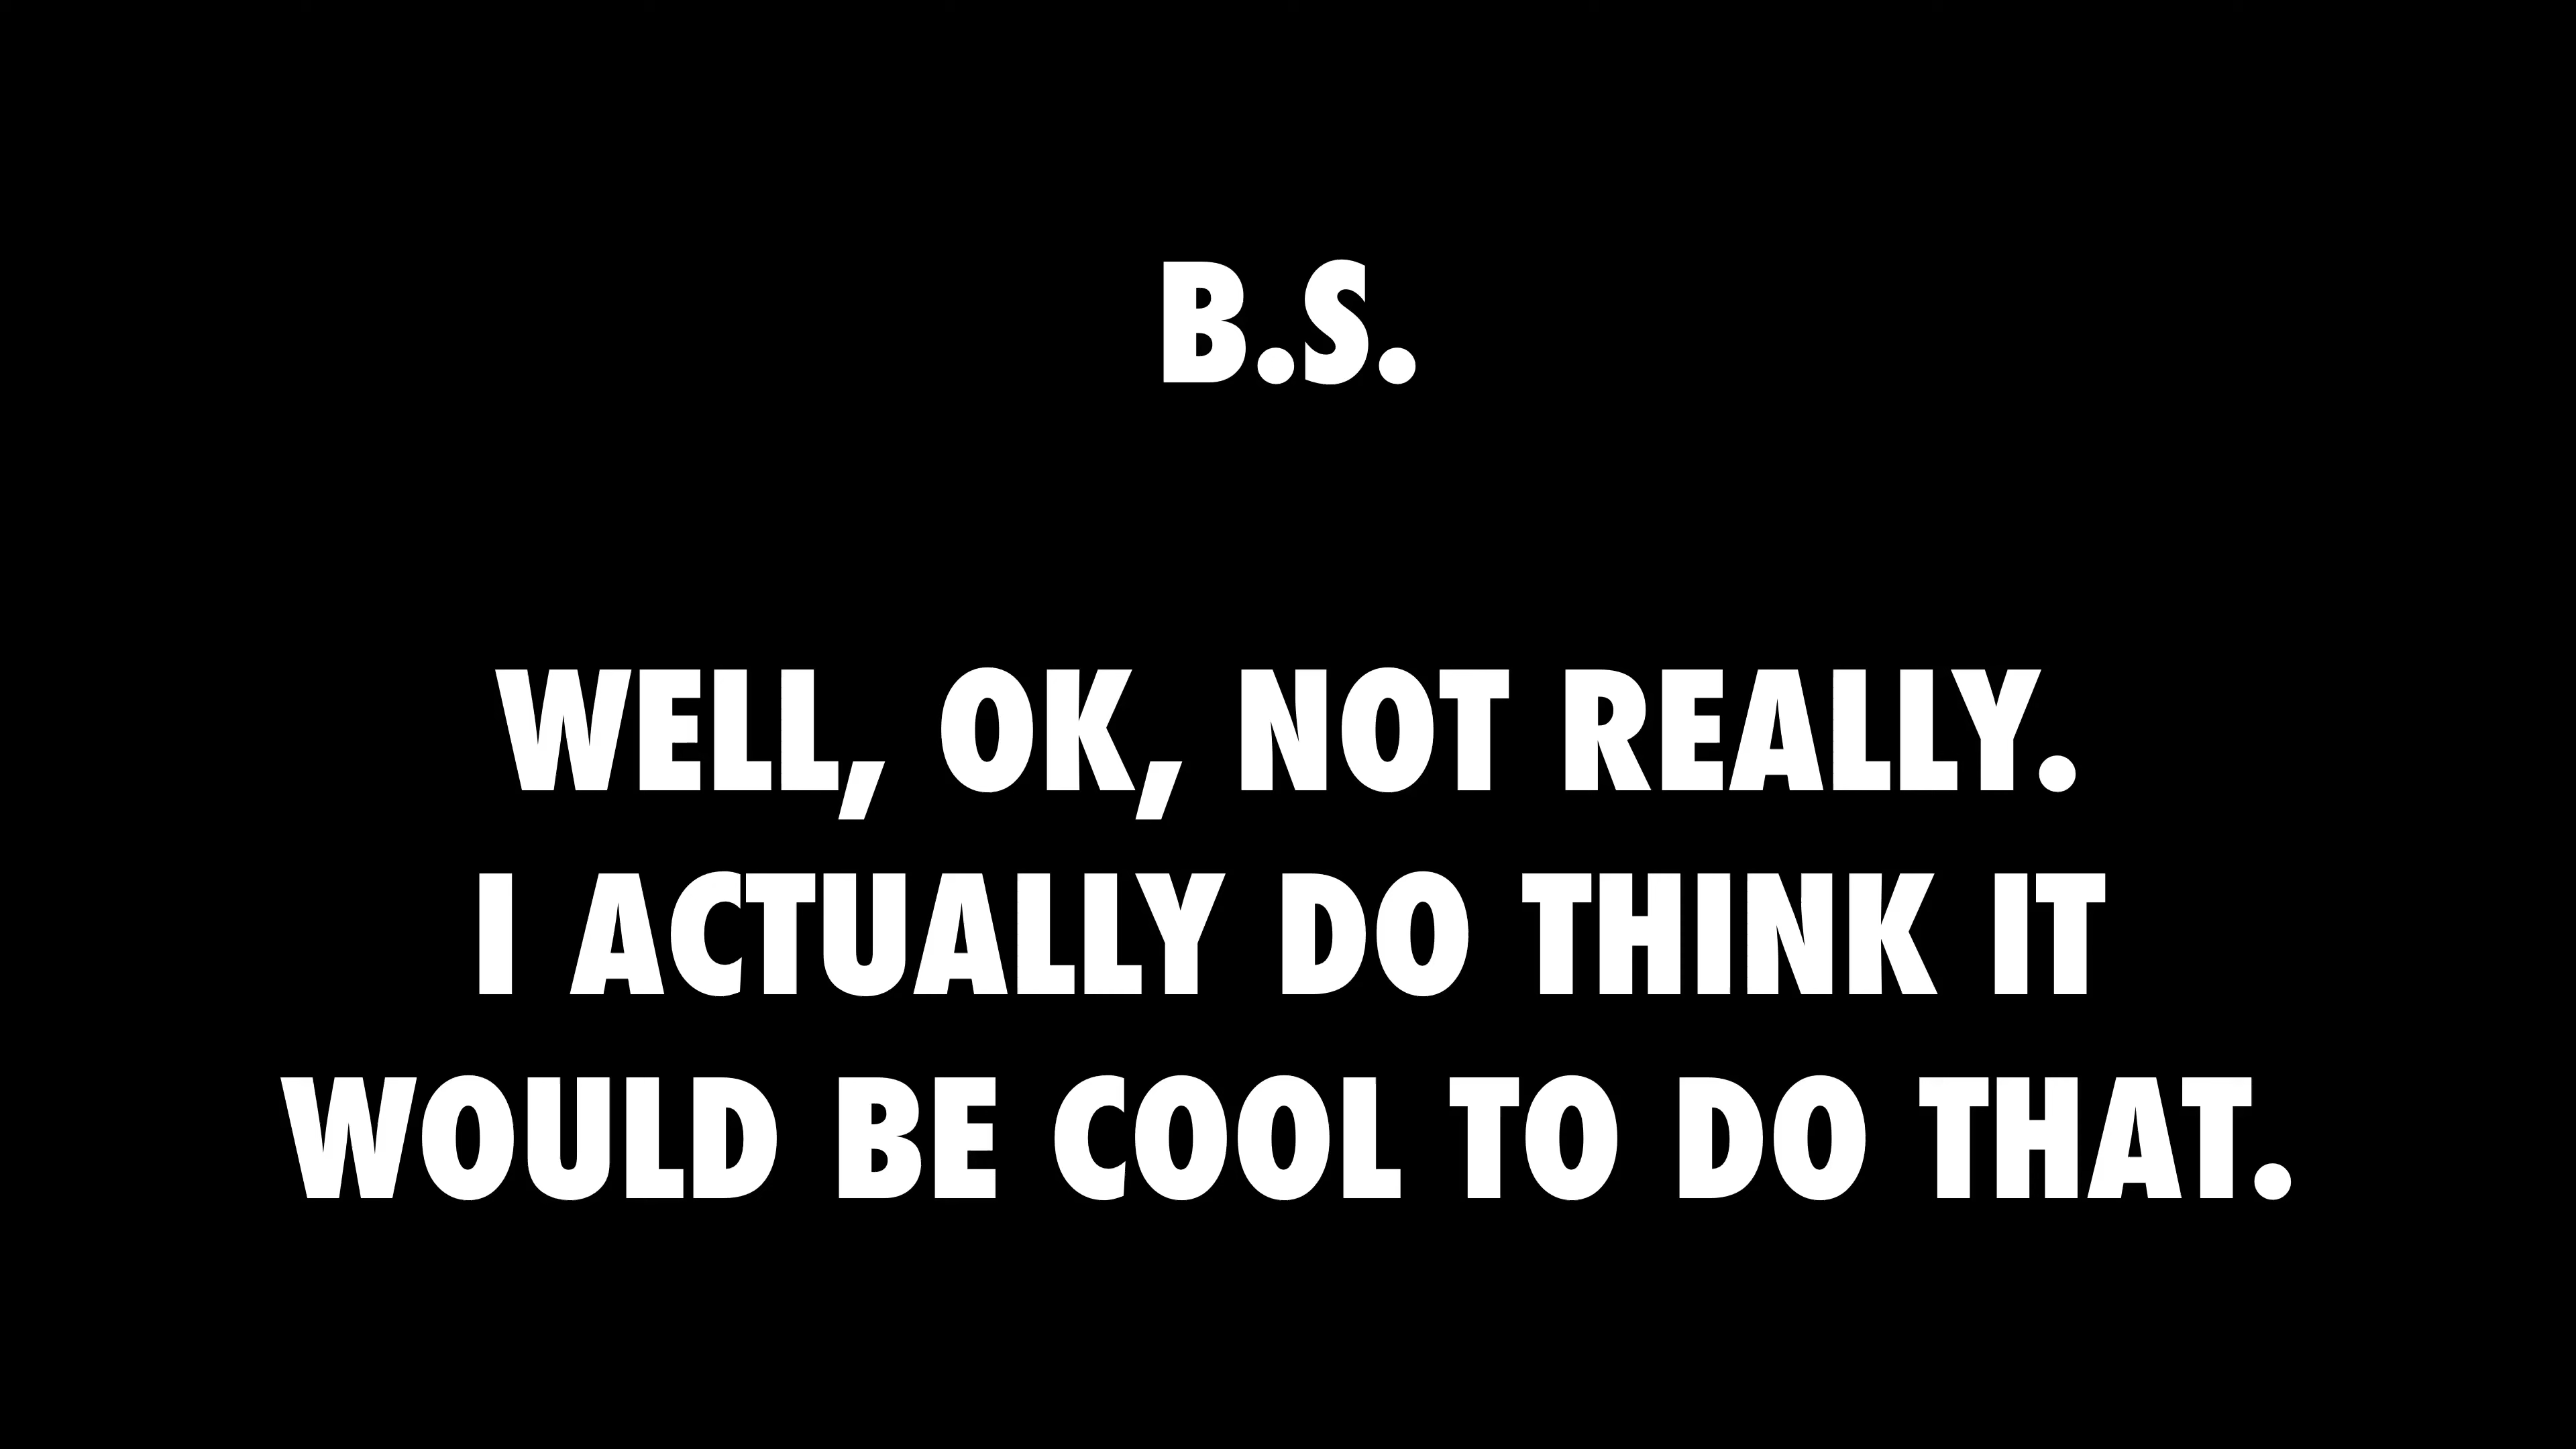 B.S.
WELL, OK, NOT REALLY.
I ACTUALLY DO THINK IT
WOULD BE COOL TO DO THAT.